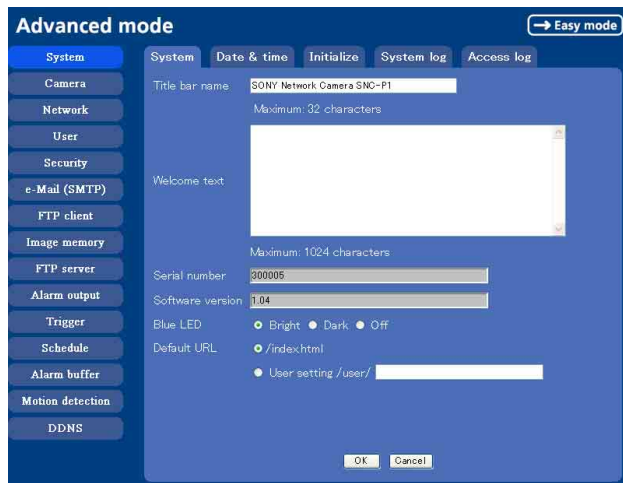 Advanced mode
→ Easy mode
System
Camera
Network
User
Security
e-Mail (SMTP)
FTP client
Image memory
FTP server
Alarm output
Trigger
Schedule
Alarm buffer
Motion detection
DDNS
System Date & time Initialize System log Access log
Title bar name SONY Network Camera SNC-P1
Maximum: 32 characters
Welcome text
Maximum: 1024 characters
Serial number 300005
Software version 1.04
Blue LED Bright Dark Off
Default URL /index.html
User setting /user/
OK Cancel